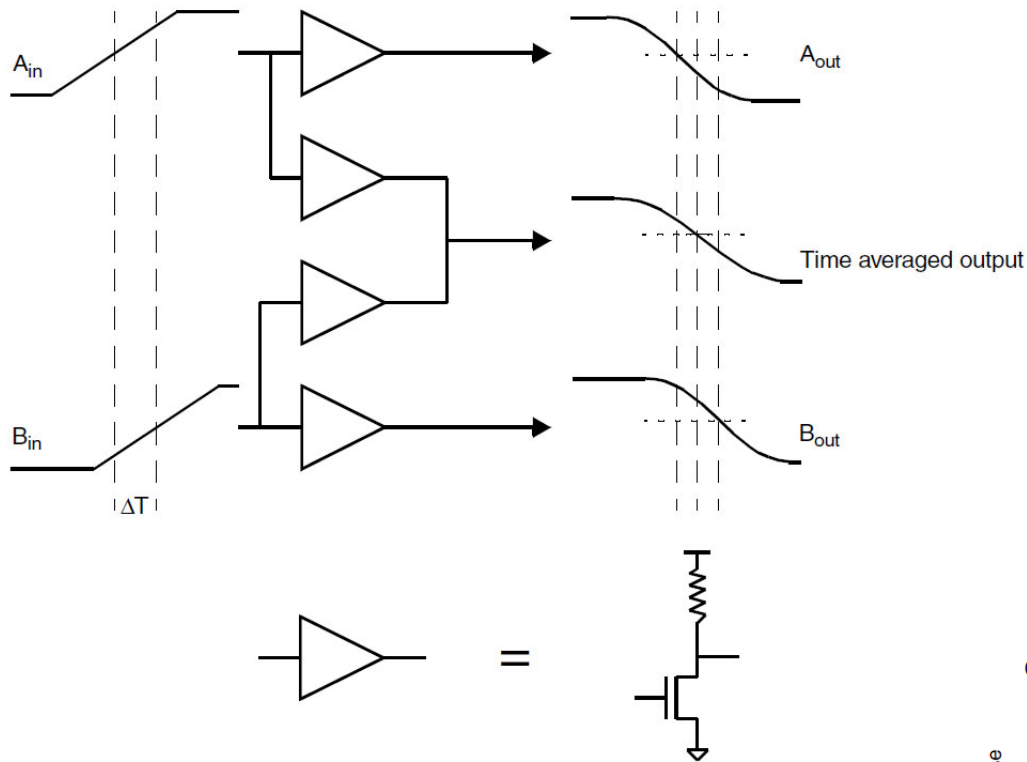 A_in
A_out
Time averaged output
B_in
B_out
ΔT
=
e